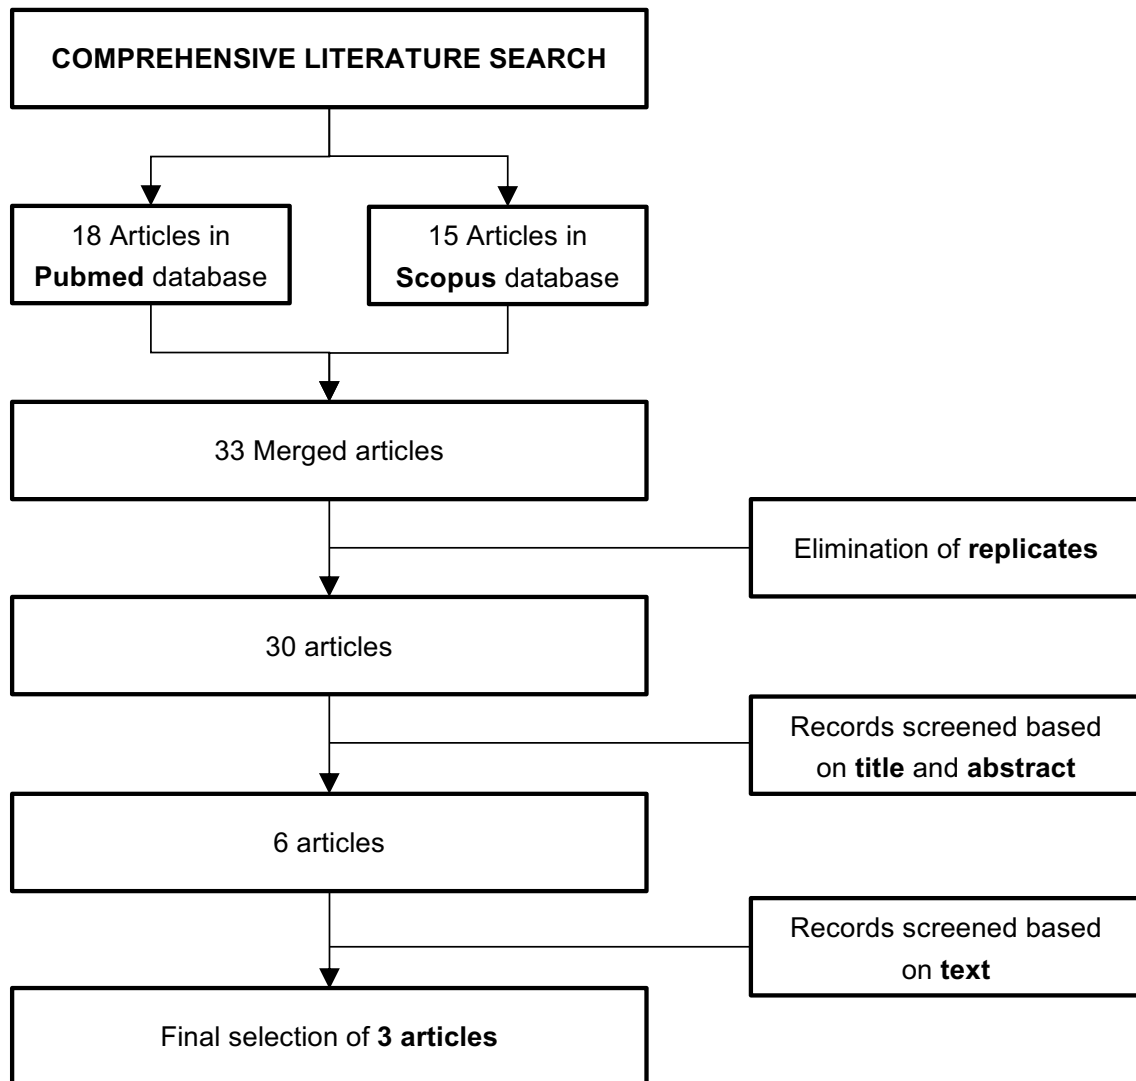 COMPREHENSIVE LITERATURE SEARCH
18 Articles in
Pubmed database
15 Articles in
Scopus database
33 Merged articles
Elimination of replicates
30 articles
Records screened based
on title and abstract
6 articles
Records screened based
on text
Final selection of 3 articles